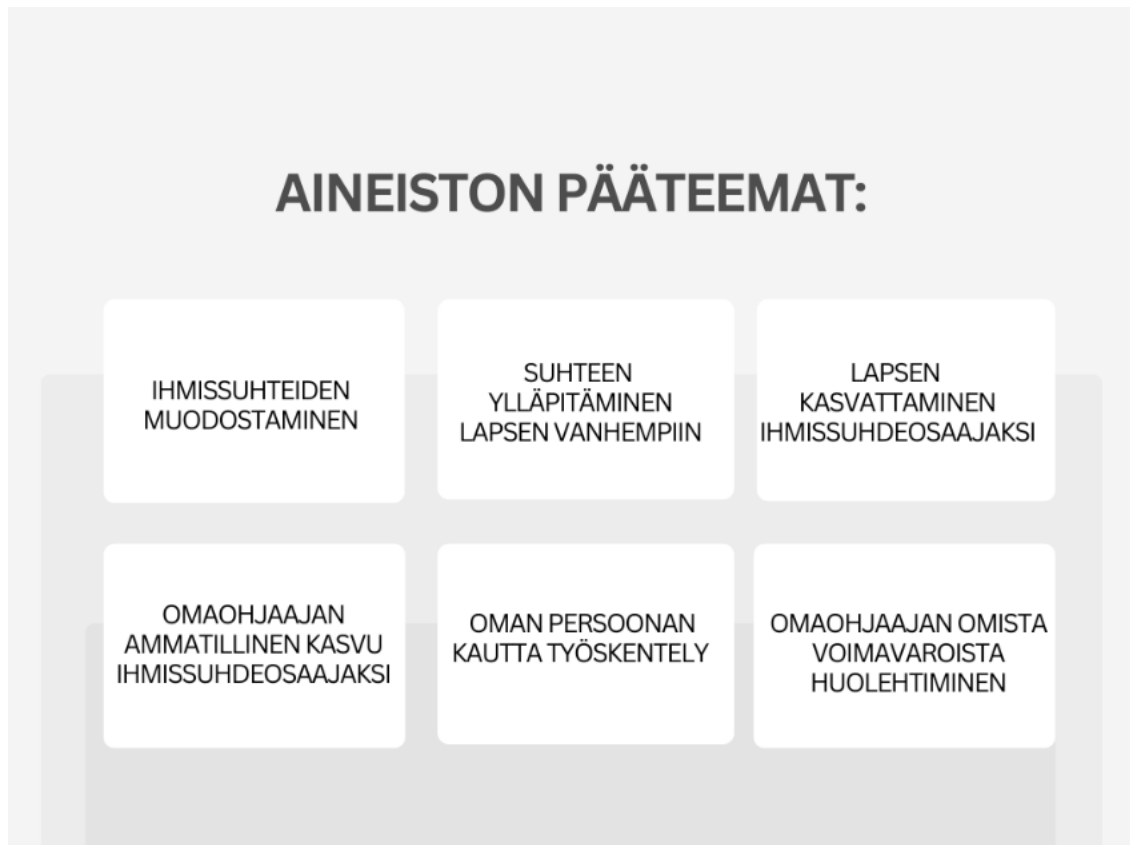 AINEISTON PÄÄTEEMAT:
IHMISSUHTEIDEN
MUODOSTAMINEN
SUHTEEN
YLLÄPITÄMINEN
LAPSEN VANHEMPIIN
LAPSEN
KASVATTAMINEN
IHMISSUHDEOSAAJAKSI
OMAOHJAAJAN
AMMATILLINEN KASVU
IHMISSUHDEOSAAJAKSI
OMAN PERSOONAN
KAUTTA TYÖSKENTELY
OMAOHJAAJAN OMISTA
VOIMAVAROISTA
HUOLEHTIMINEN